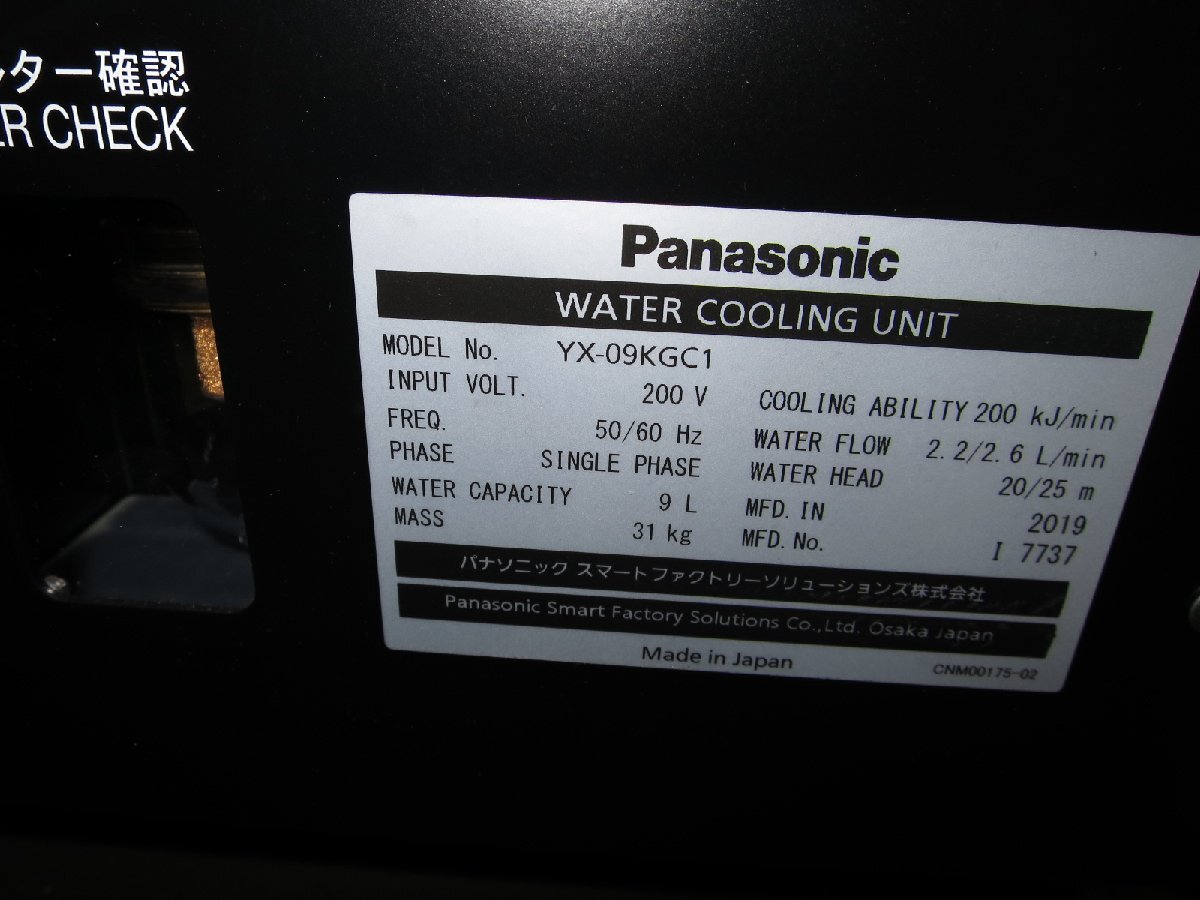 ルター確認
ER CHECK
Panasonic
WATER COOLING UNIT
MODEL No. YX-09KGC1
INPUT VOLT. 200 V
FREQ. 50/60 Hz
PHASE SINGLE PHASE
WATER CAPACITY 9 L
MASS 31 kg
COOLING ABILITY 200 kJ/min
WATER FLOW 2.2/2.6 L/min
WATER HEAD 20/25 m
MFD. IN 2019
MFD. No. I 7737
パナソニック スマートファクトリーソリューションズ株式会社
Panasonic Smart Factory Solutions Co.,Ltd. Osaka Japan
Made in Japan
CNM00175-02